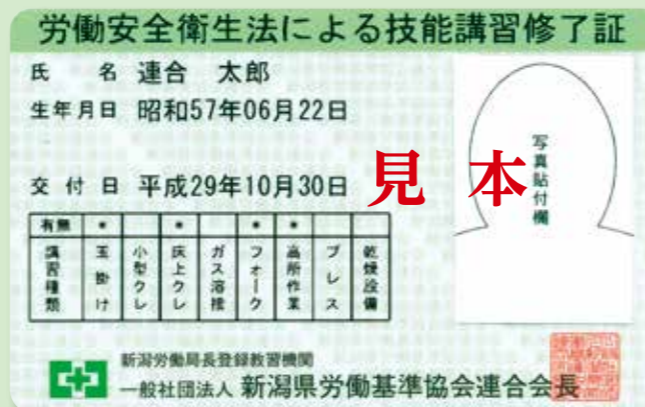 労働安全衛生法による技能講習修了証
氏 名 連合 太郎
生年月日 昭和57年06月22日
交付日 平成29年10月30日
見本
写真貼付欄
有無 * * * *
講習種類 玉掛け 小型クレ 床上クレ ガス溶接 フォーク 高所作業 プレス 乾燥設備
新潟労働局長登録教習機関
一般社団法人 新潟県労働基準協会連合会長